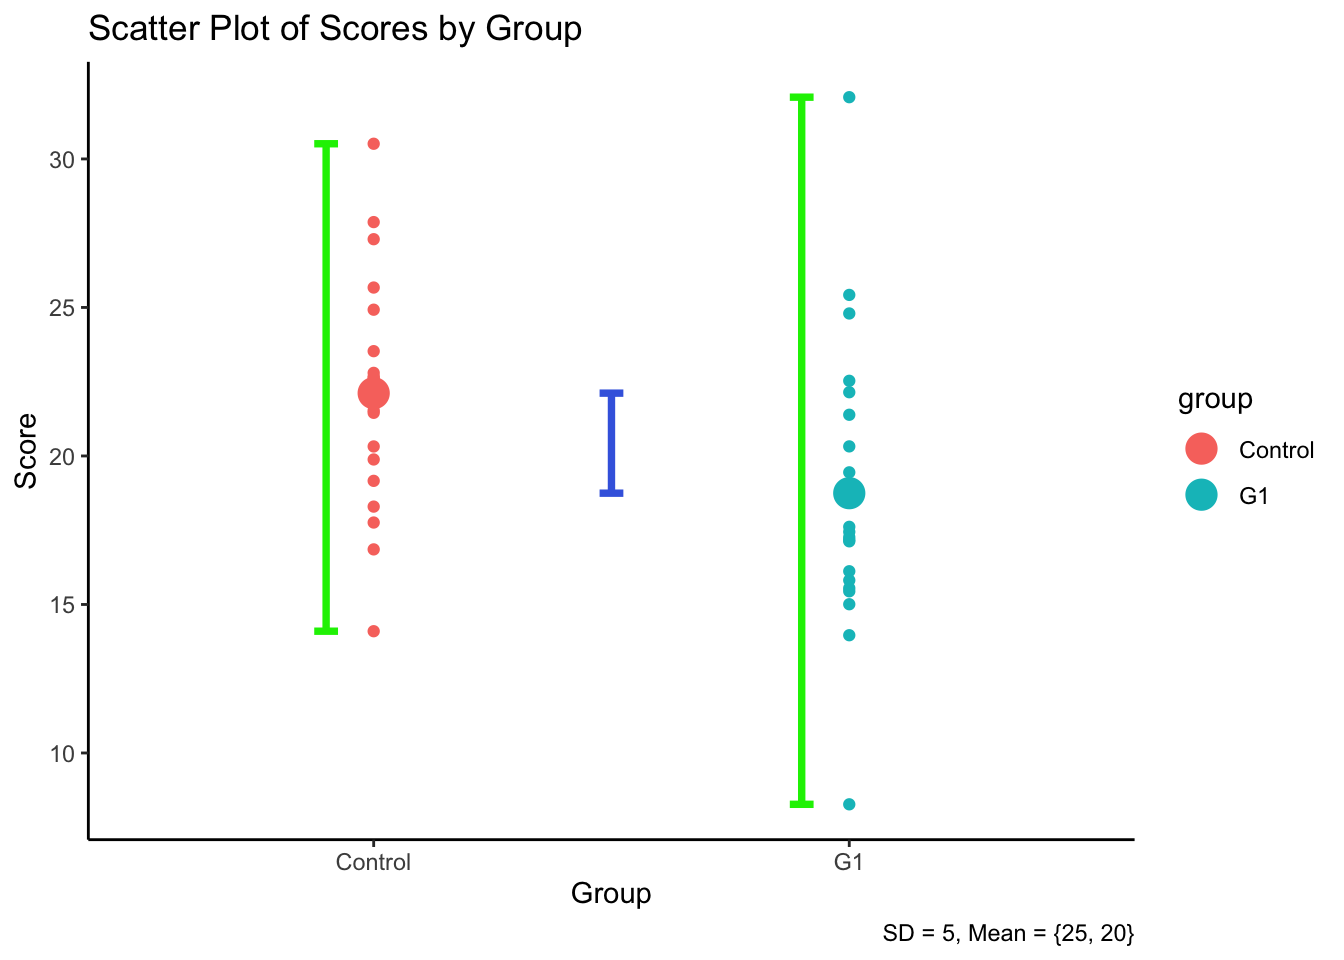 Scatter Plot of Scores by Group
Score
30
25
20
15
10
Control
G1
Group
group
Control
G1
SD = 5, Mean = {25, 20}